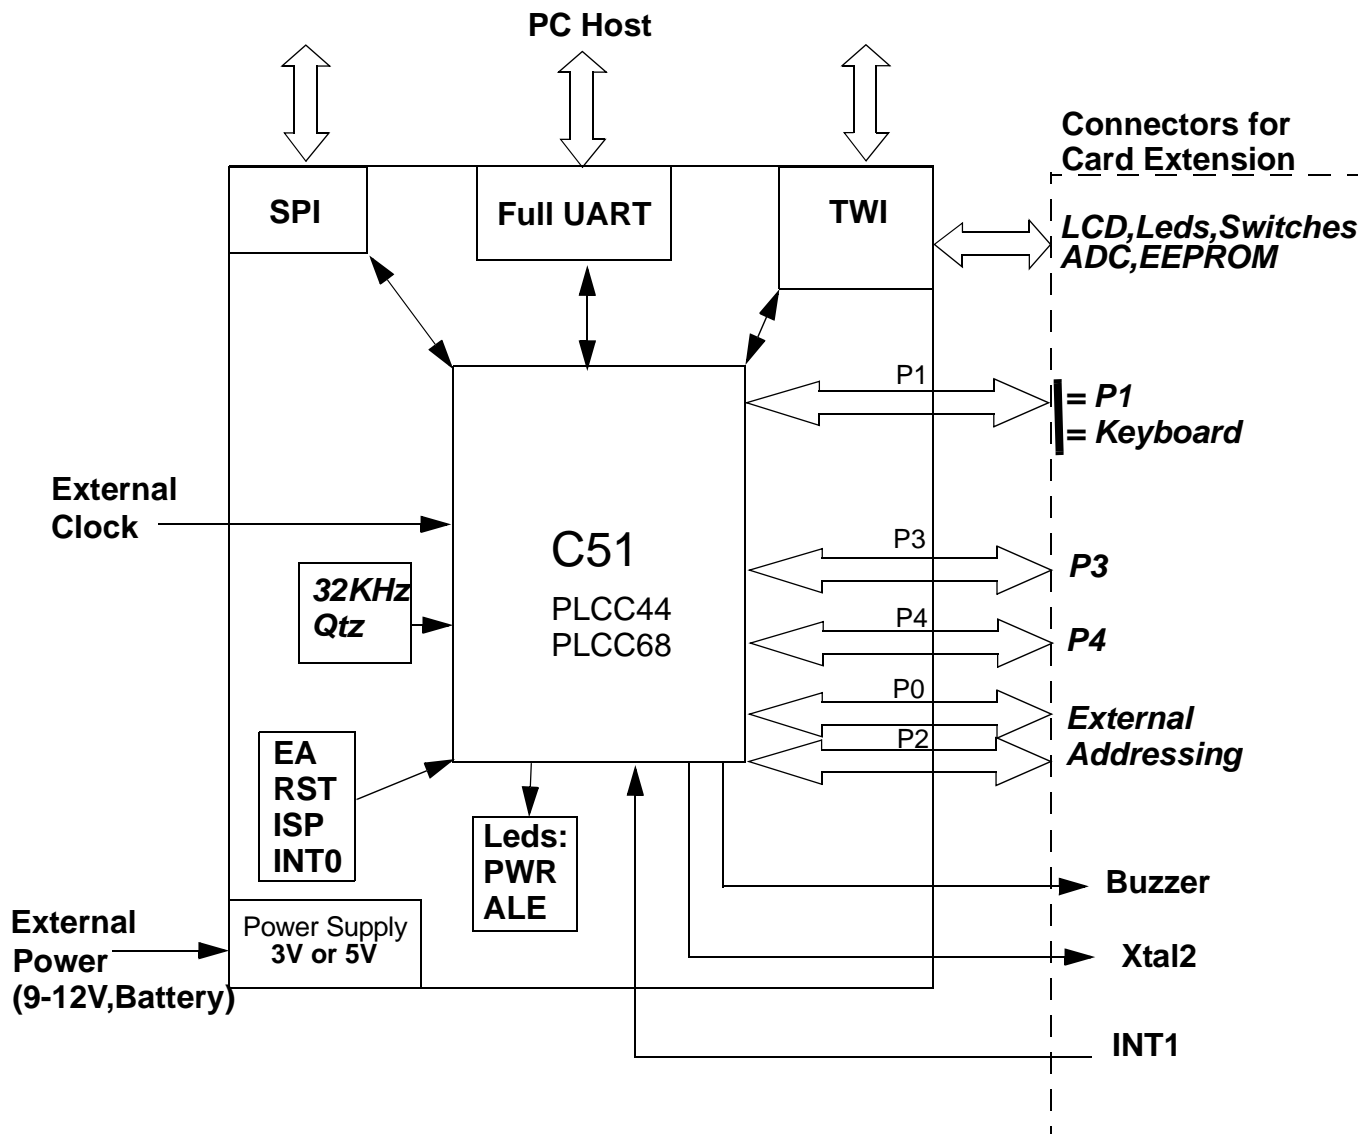 PC Host
Connectors for
Card Extension
SPI
Full UART
TWI
LCD,Leds,Switches
ADC,EEPROM
P1
= P1
= Keyboard
External
Clock
C51
PLCC44
PLCC68
32KHz
Qtz
P3
P3
P4
P4
P0
P2
External
Addressing
EA
RST
ISP
INT0
Leds:
PWR
ALE
Buzzer
External
Power
(9-12V,Battery)
Power Supply
3V or 5V
Xtal2
INT1